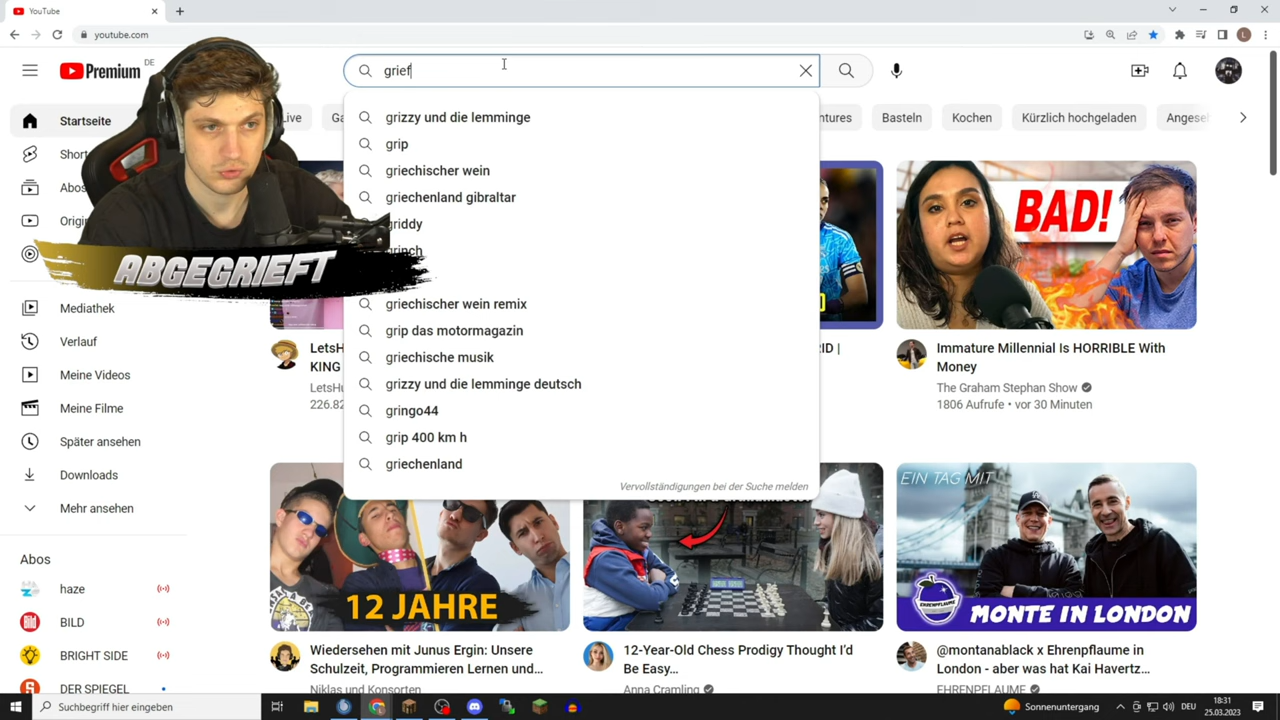 YouTube
youtube.com
Premium
DE
grief
Live
Ga
ntures
Basteln
Kochen
Kürzlich hochgeladen
Angeseh
Startseite
Short
Abos
Origi
Mediathek
Verlauf
Meine Videos
Meine Filme
Später ansehen
Downloads
Mehr ansehen
Abos
haze
BILD
BRIGHT SIDE
DER SPIEGEL
ABGEGRIEFT
grizzy und die lemminge
grip
griechischer wein
griechenland gibraltar
griddy
grinch
griechischer wein remix
grip das motormagazin
griechische musik
grizzy und die lemminge deutsch
gringo44
grip 400 km h
griechenland
Vervollständigungen bei der Suche melden
LetsHu
KING
LetsHu
226.82
RID |
BAD!
Immature Millennial Is HORRIBLE With
Money
The Graham Stephan Show
1806 Aufrufe • vor 30 Minuten
12 JAHRE
Wiedersehen mit Junus Ergin: Unsere
Schulzeit, Programmieren Lernen und...
Niklas und Konsorten
12-Year-Old Chess Prodigy Thought I'd
Be Easy...
Anna Cramling
EIN TAG MIT
EHRENPFLAUME
MONTE IN LONDON
@montanablack x Ehrenpflaume in
London - aber was hat Kai Havertz...
EHRENPFLAUME
Suchbegriff hier eingeben
Sonnenuntergang
DEU
18:31
25.03.2023